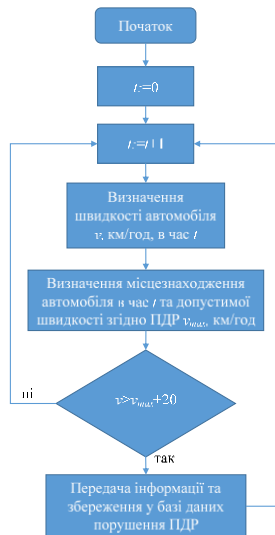 Початок
t:=0
t:=t+1
Визначення
швидкості автомобіля
v, км/год, в час t
Визначення місцезнаходження
автомобіля в час t та допустимої
швидкості згідно ПДР vmax, км/год
v>vmax+20
ні
так
Передача інформації та
збереження у базі даних
порушення ПДР